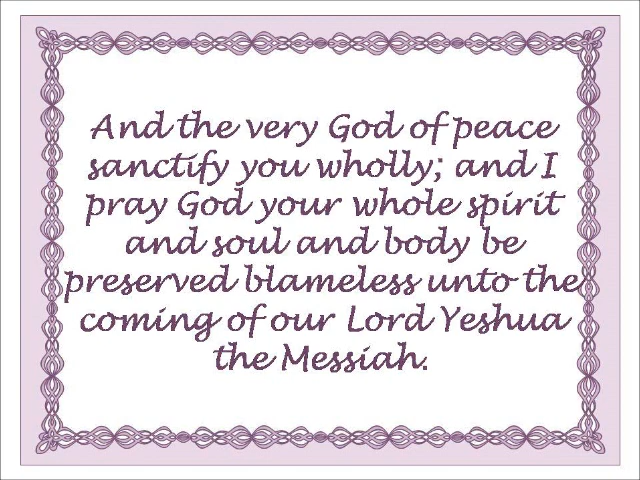 And the very God of peace
sanctify you wholly; and I
pray God your whole spirit
and soul and body be
preserved blameless unto the
coming of our Lord Yeshua
the Messiah.